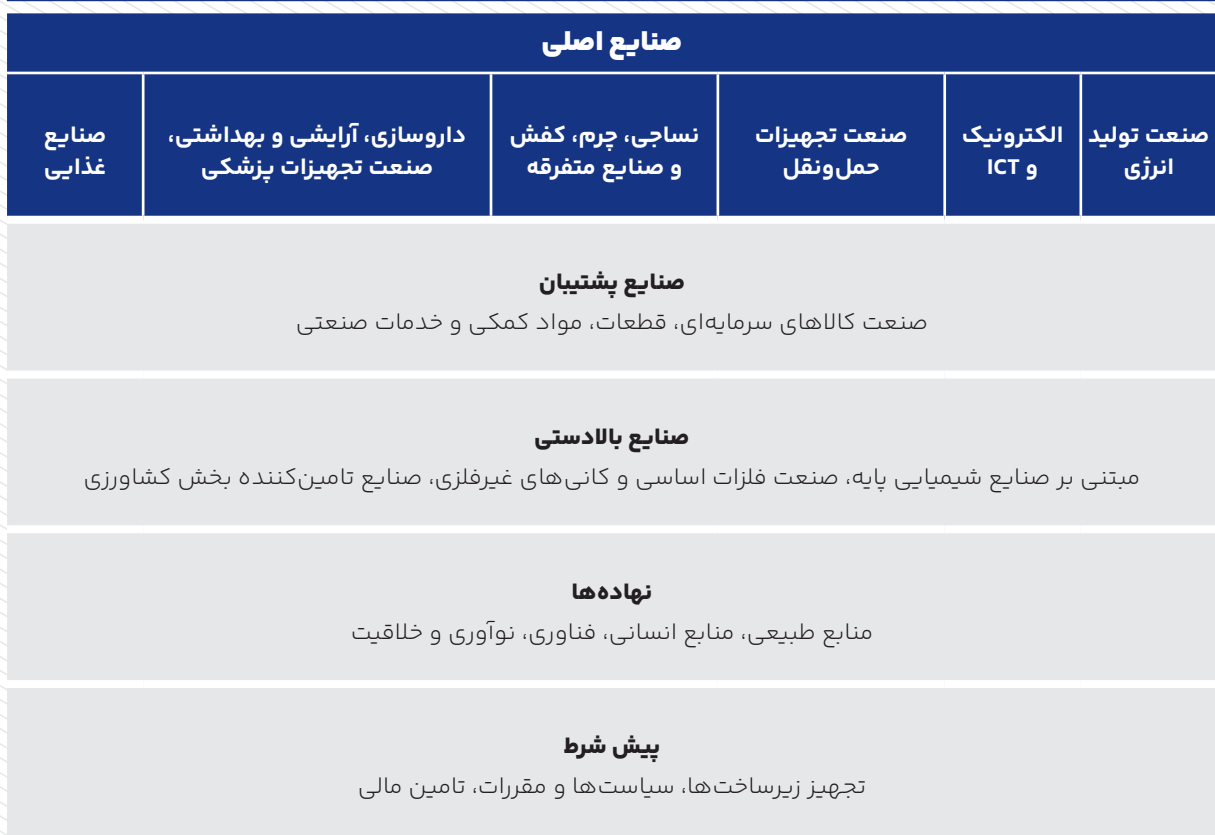 صنایع اصلی
صنعت تولید
انرژی
الکترونیک
و ICT
صنعت تجهیزات
حمل‌ونقل
نساجی، چرم، کفش
و صنایع متفرقه
داروسازی، آرایشی و بهداشتی،
صنعت تجهیزات پزشکی
صنایع
غذایی
صنایع پشتیبان
صنعت کالاهای سرمایه‌ای، قطعات، مواد کمکی و خدمات صنعتی
صنایع بالادستی
مبتنی بر صنایع شیمیایی پایه، صنعت فلزات اساسی و کانی‌های غیرفلزی، صنایع تامین‌کننده بخش کشاورزی
نهاده‌ها
منابع طبیعی، منابع انسانی، فناوری، نوآوری و خلاقیت
پیش شرط
تجهیز زیرساخت‌ها، سیاست‌ها و مقررات، تامین مالی